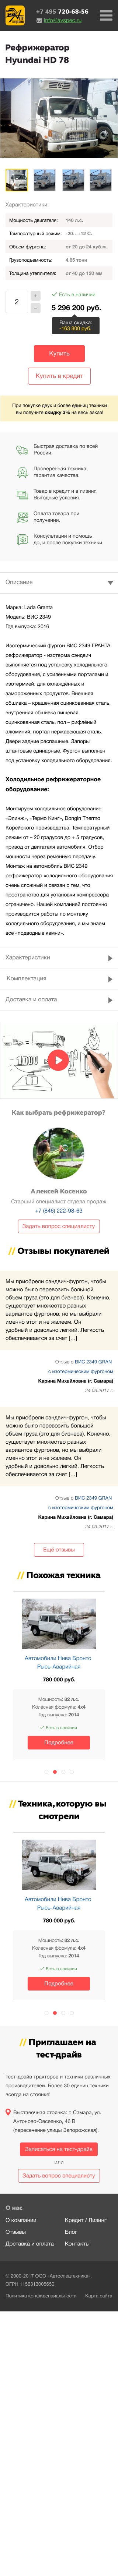 +7 495 720-68-56
info@avspec.ru
Рефрижератор
Hyundai HD 78
Характеристики:
Мощность двигателя: 140 л.с.
Температурный режим: -20...+12 С.
Объем фургона: от 20 до 24 куб.м.
Грузоподъемность: 4.85 тонн
Толщина утеплителя: от 40 до 120 мм
2
+
-
Есть в наличии
5 296 200 руб.
Ваша скидка:
-163 800 руб.
Купить
Купить в кредит
При покупке двух и более единиц техники
вы получите скидку 3% на весь заказ!
Быстрая доставка по всей
России.
Проверенная техника,
гарантия качества.
Товар в кредит и в лизинг.
Выгодные условия.
Оплата товара при
получении.
Консультации и помощь
до, и после покупки техники
Описание
Марка: Lada Granta
Модель: ВИС 2349
Год выпуска: 2016
Изотермический фургон ВИС 2349 ГРАНТА
рефрижератор – изотерма сэндвич
выполняется под установку холодильного
оборудования, с усиленными порталами и
изотермией, для охлаждённых и
замороженных продуктов. Внешняя
обшивка – крашенная оцинкованная сталь,
внутренняя обшивка пищевая
оцинкованная сталь, пол – рифлёный
алюминий, портал нержавеющая сталь.
Двери задние распашные. Запоры
штанговые одинарные. Фургон выполнен
под установку холодильного оборудования.
Холодильное рефрижераторное
оборудование:
Монтируем холодильное оборудование
«Элинж», «Термо Кинг», Dongin Thermo
Корейского производства. Температурный
режим от – 20 градусов до + 5 градусов,
привод от двигателя автомобиля. Отбор
мощности через ременную передачу.
Монтаж на автомобиль ВИС 2349
рефрижераторного холодильного оборудования
очень сложный и связан с тем, что
пространство для установки компрессора
ограничено. Нашей компанией постоянно
производятся работы по монтажу
холодильного оборудования, и мы знаем
все «подводные камни».
Характеристики
Комплектация
Доставка и оплата
1000
Как выбрать рефрижератор?
Алексей Косенко
Старший специалист отдела продаж
+7 (846) 222-98-63
Задать вопрос специалисту
// Отзывы покупателей
Мы приобрели сэндвич-фургон, чтобы
можно было перевозить большой
объем груза (это для бизнеса). Конечно,
существует множество разных
вариантов фургонов, но мы выбрали
именно этот и не жалеем. Он
удобный и довольно легкий. Легкость
обеспечивается за счет [...]
Отзыв о ВИС 2349 GRAN
с изотермическим фургоном
Карина Михайловна (г. Самара)
24.03.2017 г.
Мы приобрели сэндвич-фургон, чтобы
можно было перевозить большой
объем груза (это для бизнеса). Конечно,
существует множество разных
вариантов фургонов, но мы выбрали
именно этот и не жалеем. Он
удобный и довольно легкий. Легкость
обеспечивается за счет [...]
Отзыв о ВИС 2349 GRAN
с изотермическим фургоном
Карина Михайловна (г. Самара)
24.03.2017 г.
Ещё отзывы
// Похожая техника
Автомобили Нива Бронто
Рысь-Аварийная
780 000 руб.
Мощность: 82 л.с.
Колесная формула: 4x4
Год выпуска: 2014
Есть в наличии
Подробнее
// Техника, которую вы
смотрели
Автомобили Нива Бронто
Рысь-Аварийная
780 000 руб.
Мощность: 82 л.с.
Колесная формула: 4x4
Год выпуска: 2014
Есть в наличии
Подробнее
// Приглашаем на
тест-драйв
Тест-драйв тракторов и техники различных
производителей. Более 30 единиц техники
всегда на стоянке!
Выставочная стоянка: г. Самара, ул.
Антоново-Овсеенко, 46 В
(пересечение улицы Запорожская).
Записаться на тест-драйв
или
Задать вопрос специалисту
О нас
О компании
Кредит / Лизинг
Отзывы
Блог
Доставка и оплата
Контакты
© 2000-2017 ООО «Автоспецтехника».
ОГРН 1156313003600
Политика конфиденциальности
Карта сайта